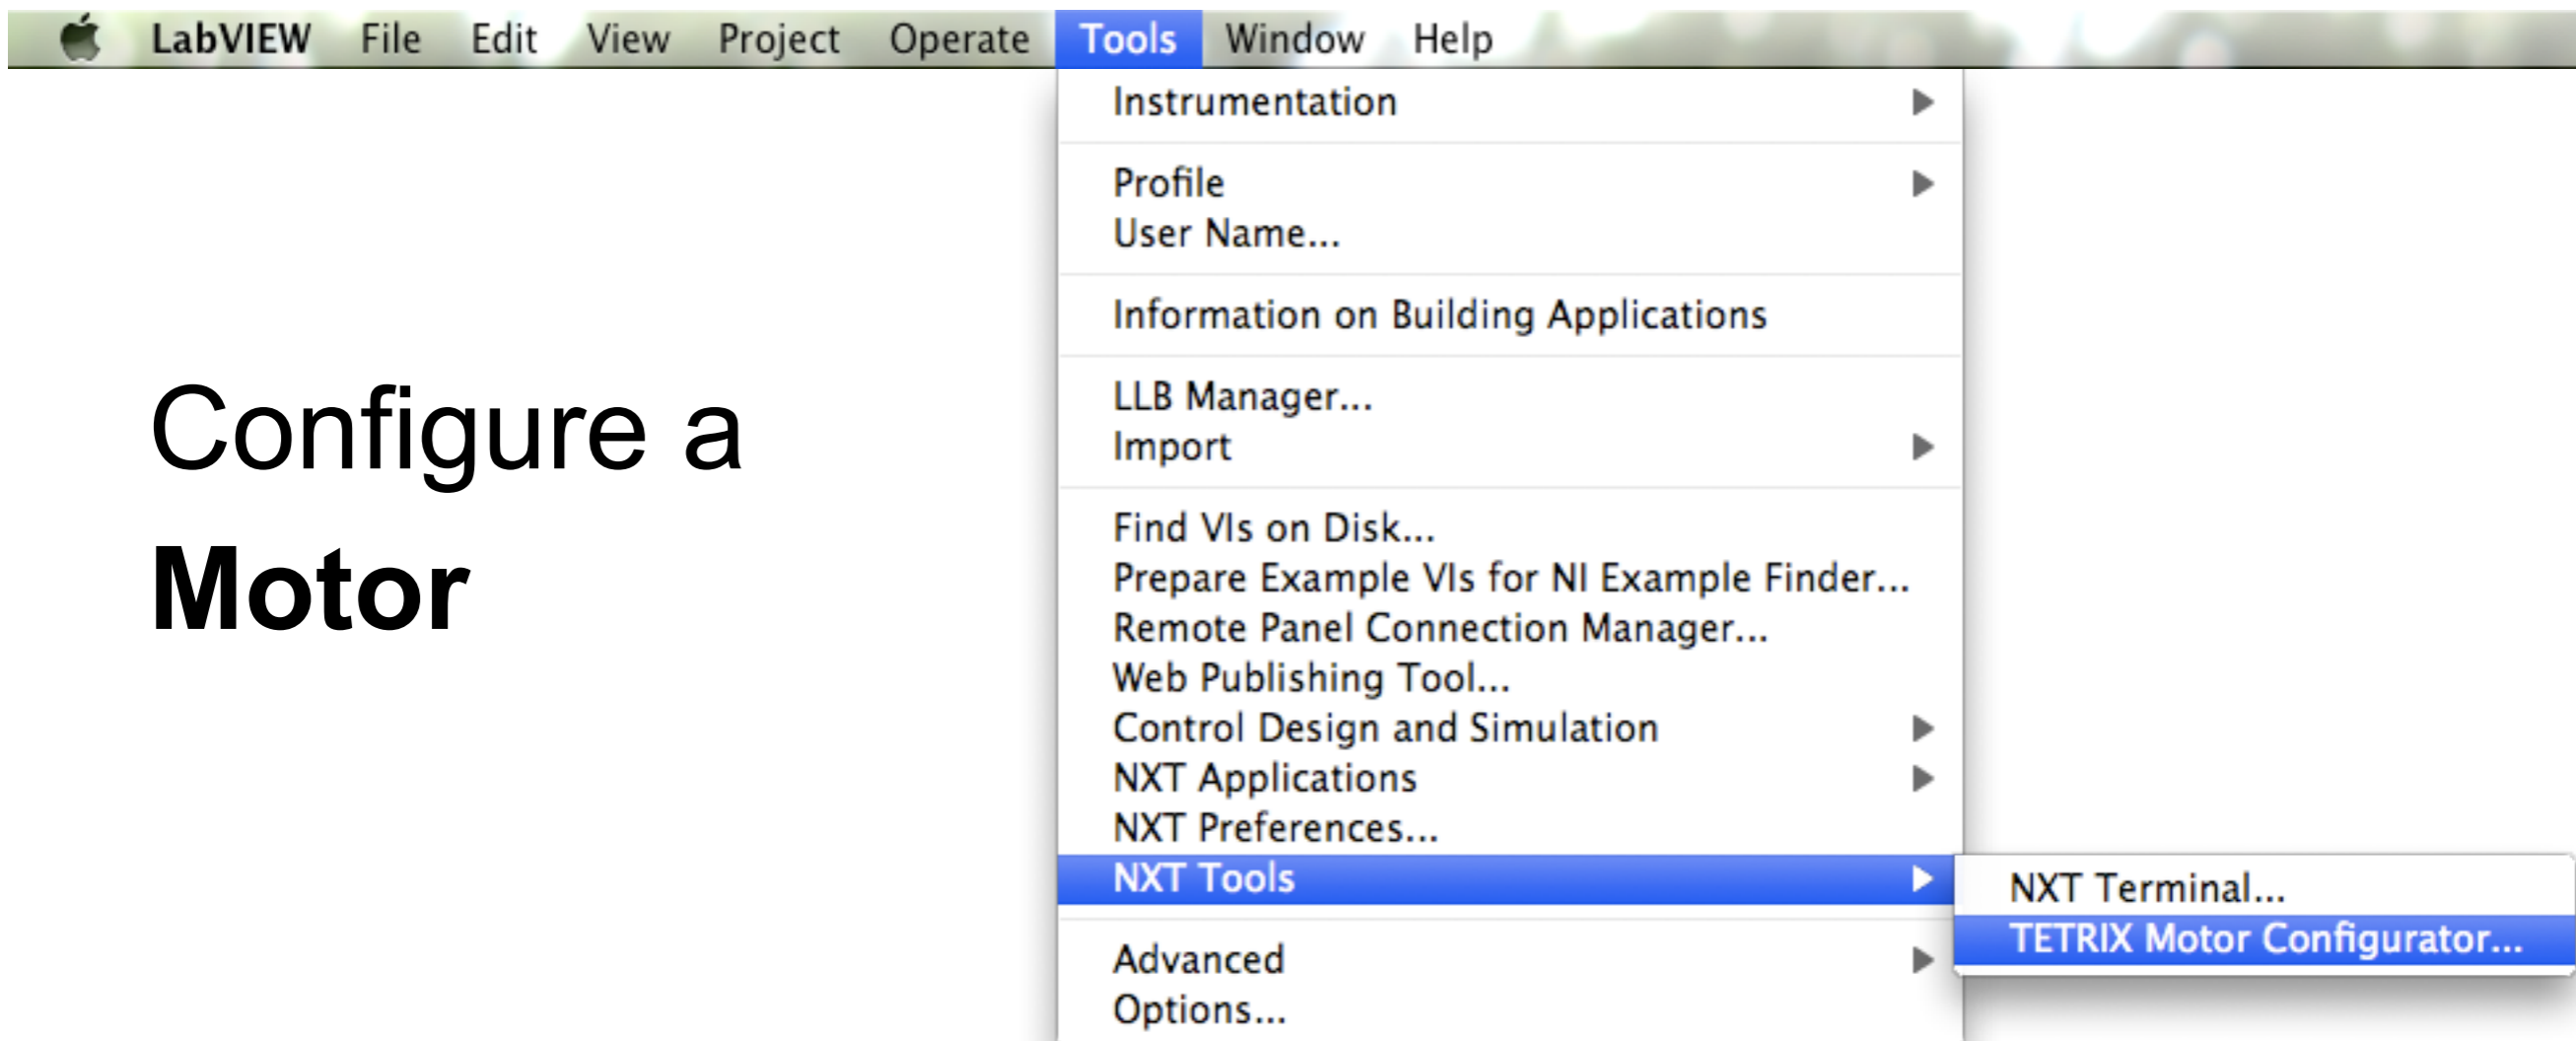 LabVIEW File Edit View Project Operate Tools Window Help
Instrumentation
Profile
User Name...
Information on Building Applications
LLB Manager...
Import
Find VIs on Disk...
Prepare Example VIs for NI Example Finder...
Remote Panel Connection Manager...
Web Publishing Tool...
Control Design and Simulation
NXT Applications
NXT Preferences...
NXT Tools
NXT Terminal...
TETRIX Motor Configurator...
Advanced
Options...
Configure a
Motor